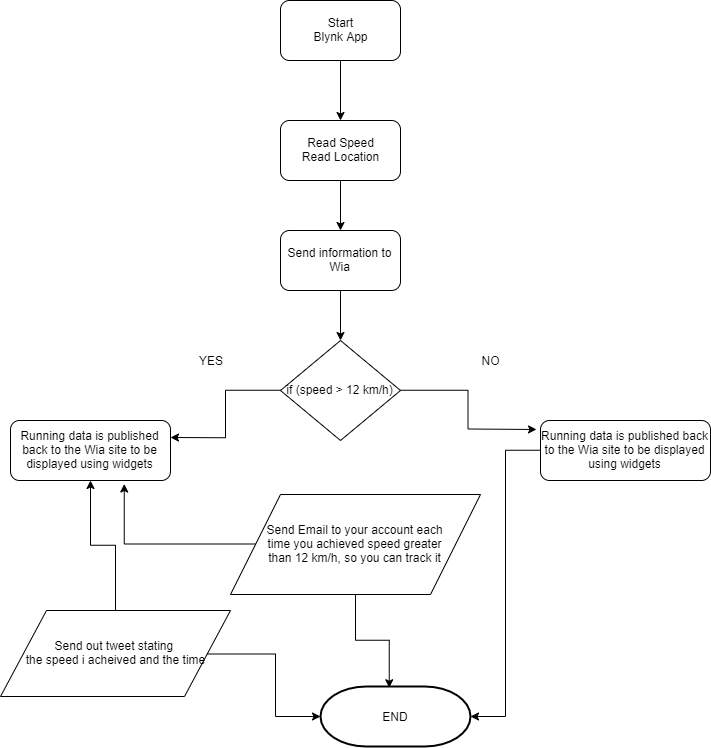 Start
Blynk App
Read Speed
Read Location
Send information to
Wia
if (speed > 12 km/h)
YES
NO
Running data is published
back to the Wia site to be
displayed using widgets
Running data is published back
to the Wia site to be displayed
using widgets
Send Email to your account each
time you achieved speed greater
than 12 km/h, so you can track it
Send out tweet stating
the speed i acheived and the time
END